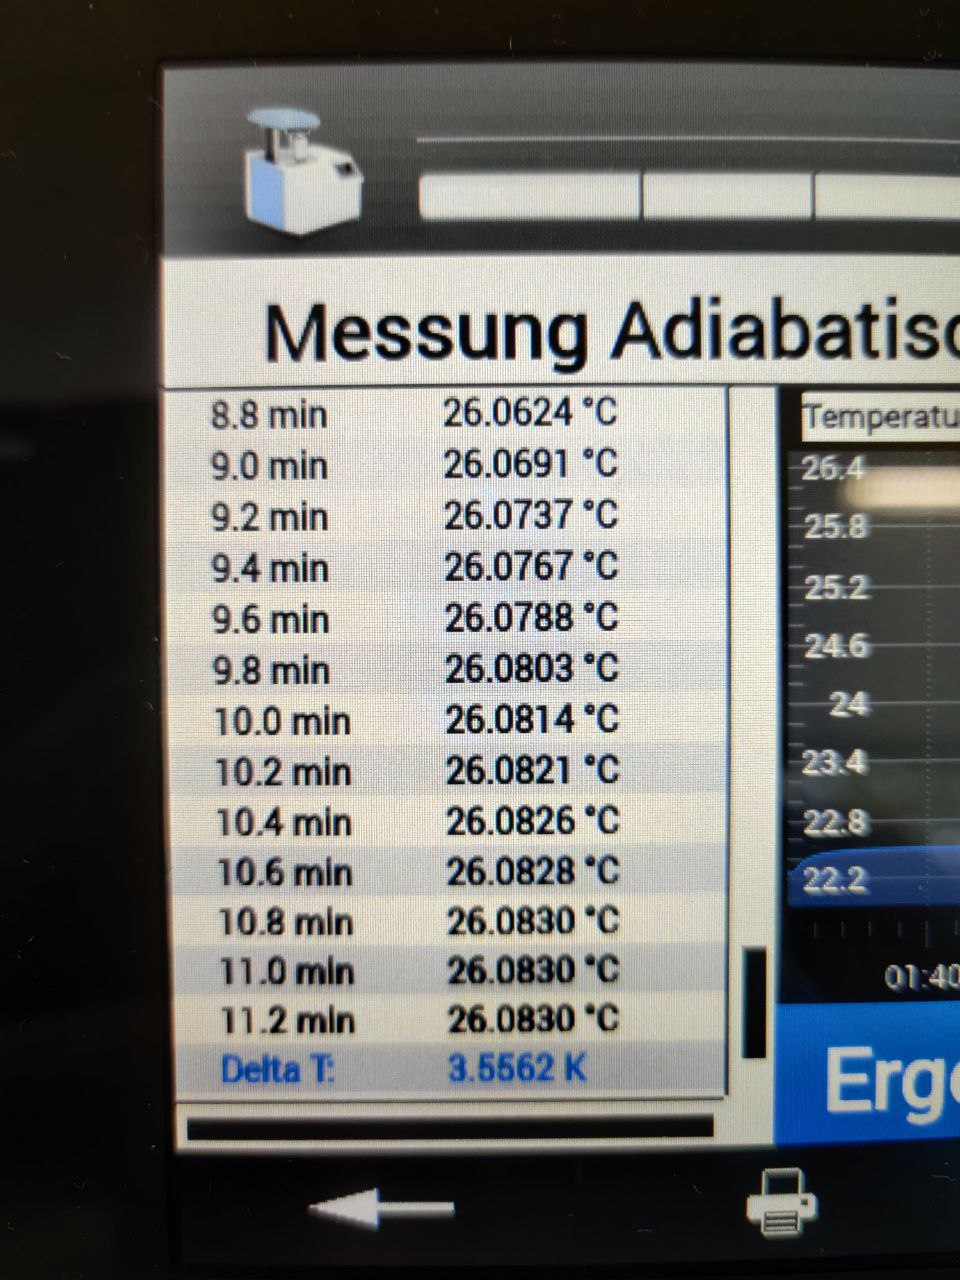 Messung Adiabatisc
8.8 min 26.0624 °C
9.0 min 26.0691 °C
9.2 min 26.0737 °C
9.4 min 26.0767 °C
9.6 min 26.0788 °C
9.8 min 26.0803 °C
10.0 min 26.0814 °C
10.2 min 26.0821 °C
10.4 min 26.0826 °C
10.6 min 26.0828 °C
10.8 min 26.0830 °C
11.0 min 26.0830 °C
11.2 min 26.0830 °C
Delta T: 3.5562 K
Temperatu
26.4
25.8
25.2
24.6
24
23.4
22.8
22.2
01:40
Erge